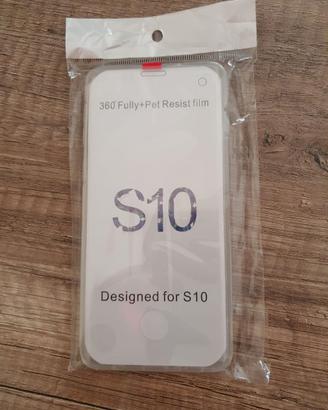 360°Fully+Pet Resist film
S10
Designed for S10